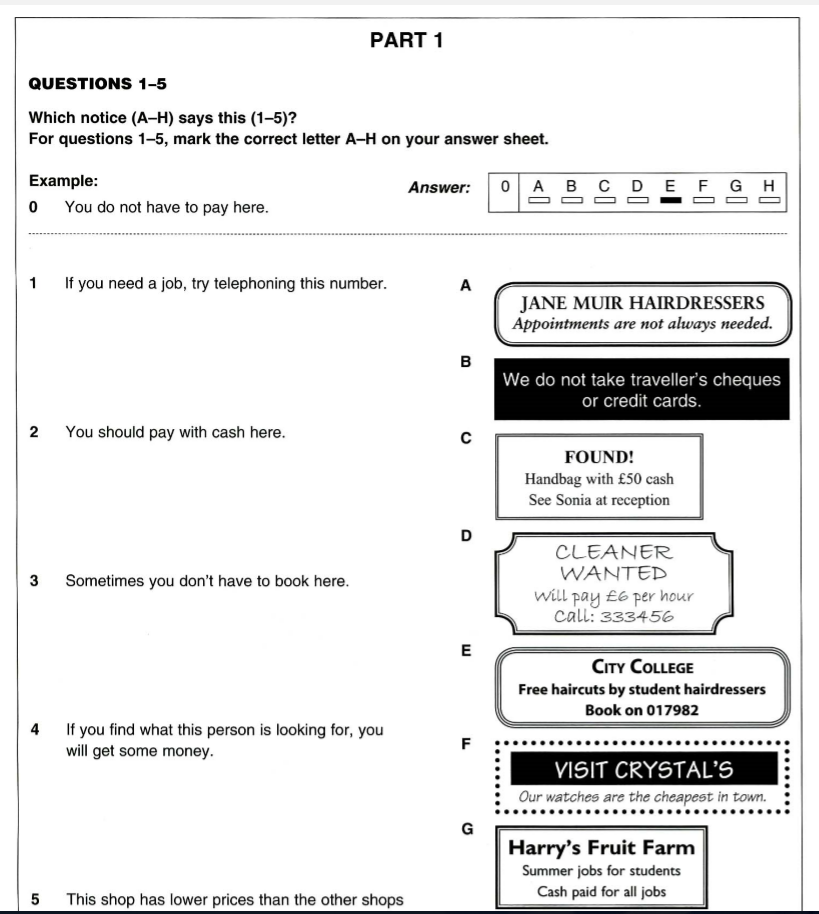 PART 1
QUESTIONS 1–5
Which notice (A–H) says this (1–5)?
For questions 1–5, mark the correct letter A–H on your answer sheet.
Example:
0 You do not have to pay here.
Answer: 0 A B C D E F G H
1 If you need a job, try telephoning this number.
2 You should pay with cash here.
3 Sometimes you don't have to book here.
4 If you find what this person is looking for, you
will get some money.
5 This shop has lower prices than the other shops
A
JANE MUIR HAIRDRESSERS
Appointments are not always needed.
B
We do not take traveller's cheques
or credit cards.
C
FOUND!
Handbag with £50 cash
See Sonia at reception
D
CLEANER
WANTED
Will pay £6 per hour
Call: 333456
E
CITY COLLEGE
Free haircuts by student hairdressers
Book on 017982
F
VISIT CRYSTAL'S
Our watches are the cheapest in town.
G
Harry's Fruit Farm
Summer jobs for students
Cash paid for all jobs